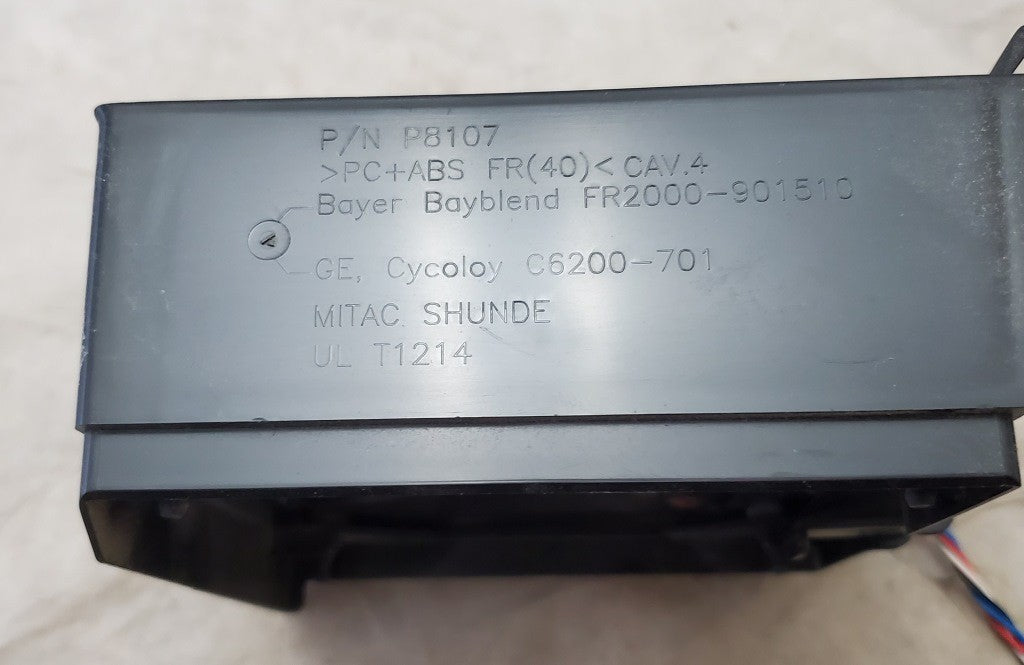 P/N P8107
>PC+ABS FR(40)< CAV.4
Bayer Bayblend FR2000-901510
GE, Cycoloy C6200-701
MITAC SHUNDE
UL T1214